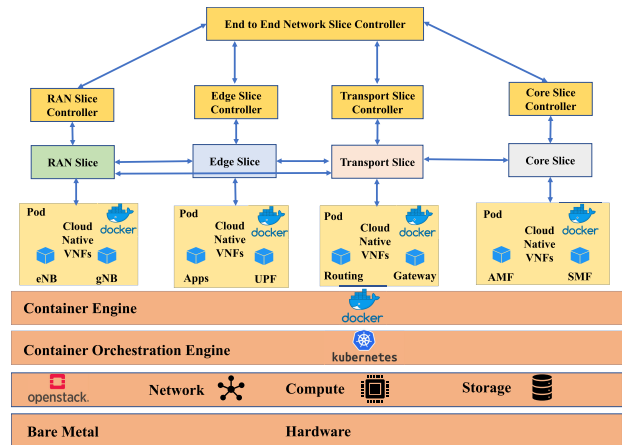 End to End Network Slice Controller
RAN Slice
Controller
Edge Slice
Controller
Transport Slice
Controller
Core Slice
Controller
RAN Slice
Edge Slice
Transport Slice
Core Slice
Pod
docker
Cloud
Native
VNFs
eNB
gNB
Pod
docker
Cloud
Native
VNFs
Apps
UPF
Pod
docker
Cloud
Native
VNFs
Routing
Gateway
Pod
docker
Cloud
Native
VNFs
AMF
SMF
Container Engine
docker
Container Orchestration Engine
kubernetes
openstack.
Network
Compute
Storage
Bare Metal
Hardware